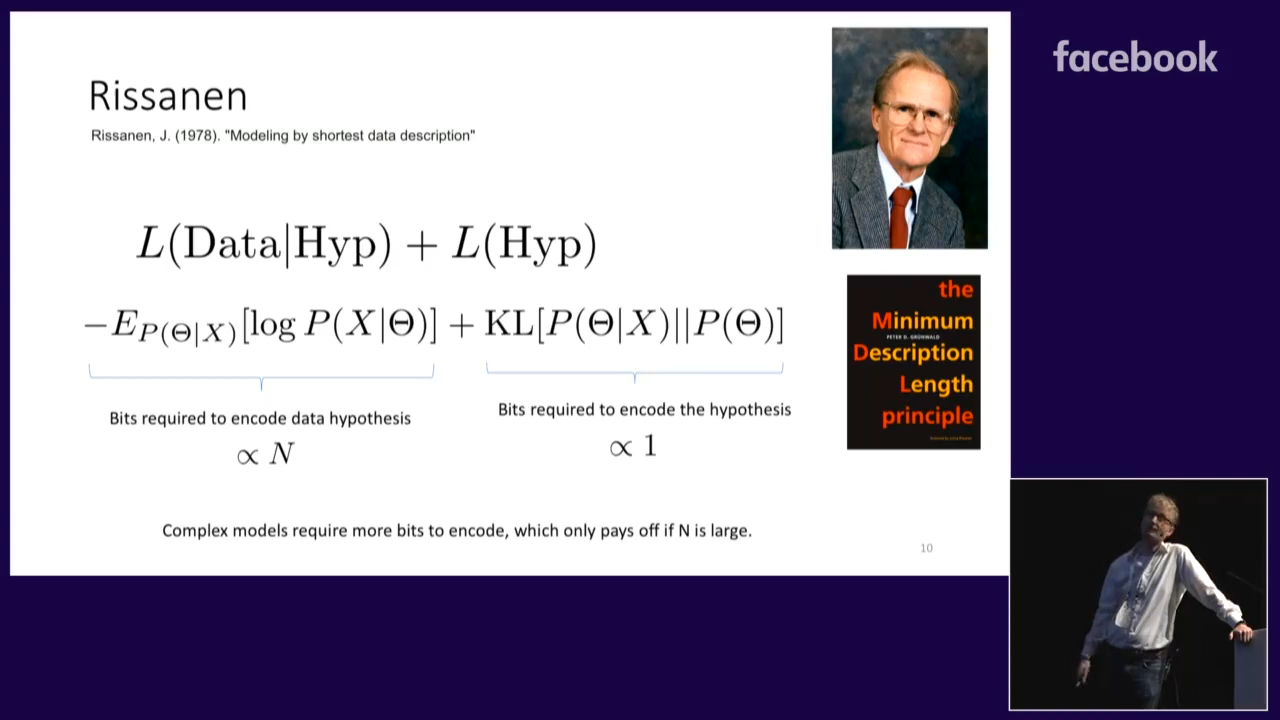 facebook
Rissanen
Rissanen, J. (1978). "Modeling by shortest data description"
L(Data|Hyp) + L(Hyp)
−E_{P(Θ|X)}[log P(X|Θ)] + KL[P(Θ|X)||P(Θ)]
Bits required to encode data hypothesis
∝ N
Bits required to encode the hypothesis
∝ 1
Complex models require more bits to encode, which only pays off if N is large.
10
the
Minimum
PETER D. GRÜNWALD
Description
Length
principle